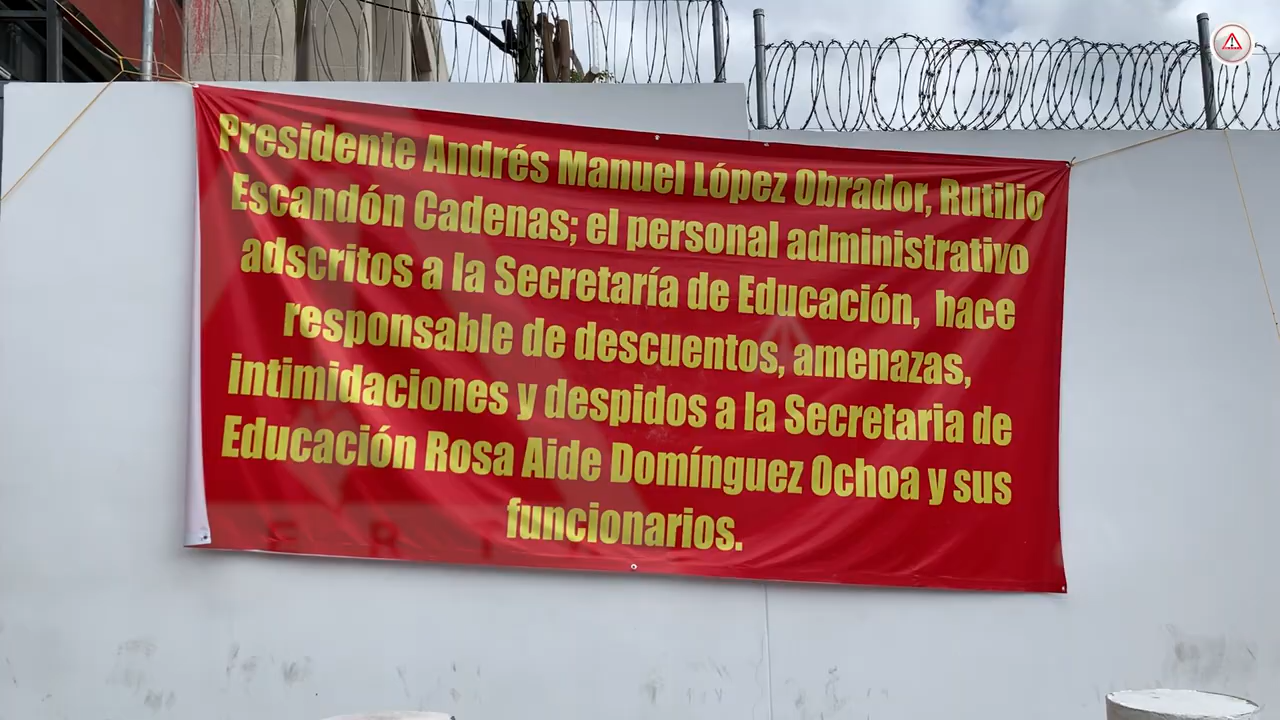 Presidente Andrés Manuel López Obrador, Rutilio
Escandón Cadenas; el personal administrativo
adscritos a la Secretaría de Educación, hace
responsable de descuentos, amenazas,
intimidaciones y despidos a la Secretaria de
Educación Rosa Aide Domínguez Ochoa y sus
funcionarios.